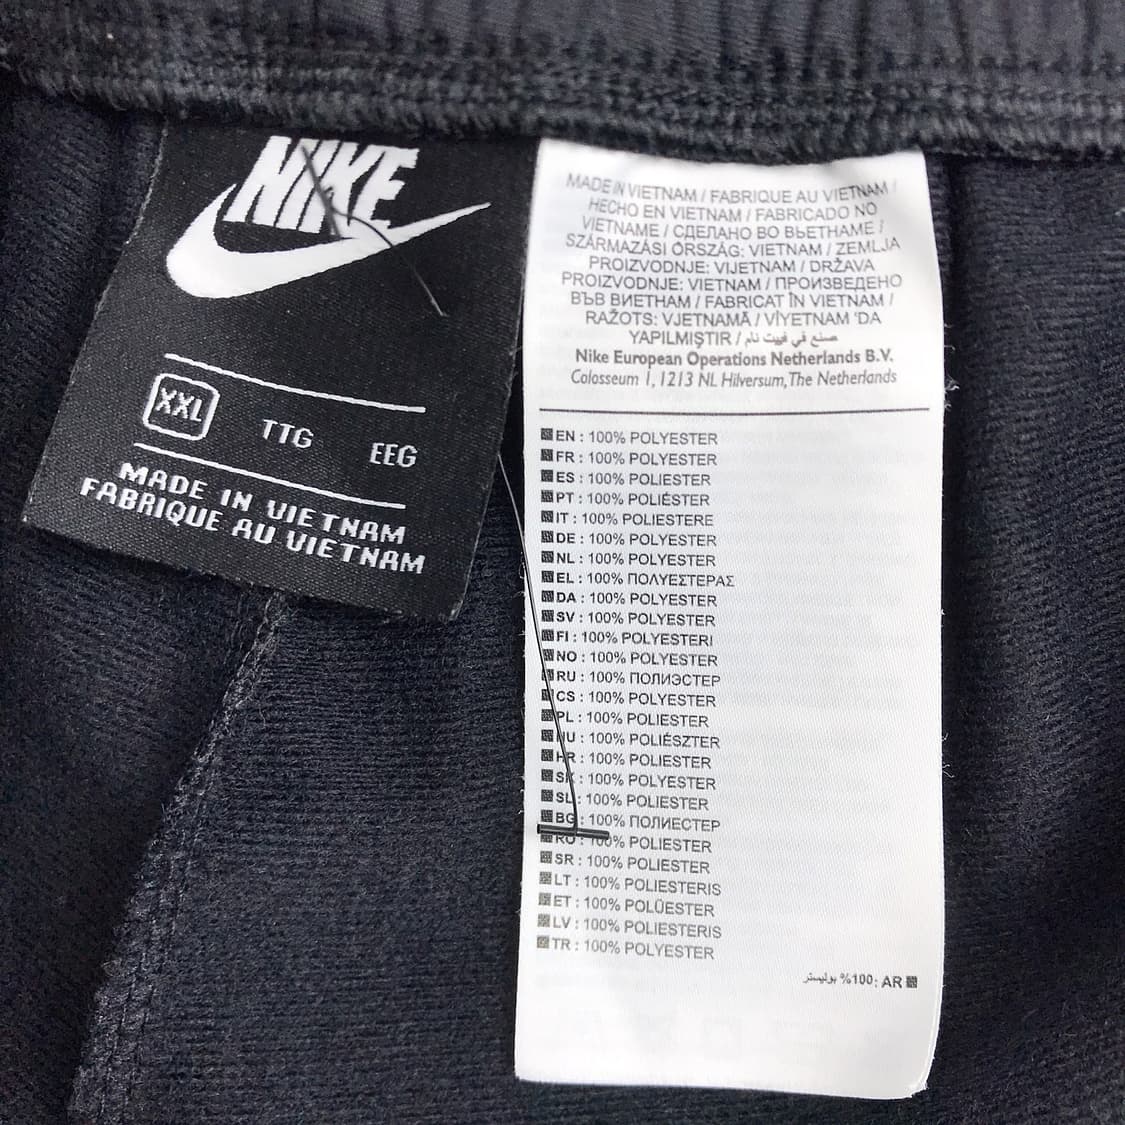 NIKE
XXL TTG EEG
MADE IN VIETNAM
FABRIQUE AU VIETNAM
MADE IN VIETNAM / FABRIQUE AU VIETNAM /
HECHO EN VIETNAM / FABRICADO NO
VIETNAME / СДЕЛАНО ВО ВЬЕТНАМЕ /
SZÁRMAZÁSI ORSZÁG: VIETNAM / ZEMLJA
PROIZVODNJE: VIJETNAM / DRŽAVA
PROIZVODNJE: VIETNAM / ПРОИЗВЕДЕНО
ВЪВ ВИЕТНАМ / FABRICAT ÎN VIETNAM /
RAŽOTS: VJETNAMĀ / VİYETNAM 'DA
YAPILMIŞTIR / صنع في فييت نام
Nike European Operations Netherlands B.V.
Colosseum 1, 1213 NL Hilversum, The Netherlands
EN : 100% POLYESTER
FR : 100% POLYESTER
ES : 100% POLIESTER
PT : 100% POLIÉSTER
IT : 100% POLIESTERE
DE : 100% POLYESTER
NL : 100% POLYESTER
EL : 100% ΠΟΛΥΕΣΤΕΡΑΣ
DA : 100% POLYESTER
SV : 100% POLYESTER
FI : 100% POLYESTERI
NO : 100% POLYESTER
RU : 100% ПОЛИЭСТЕР
CS : 100% POLYESTER
PL : 100% POLIESTER
HU : 100% POLIÉSZTER
HR : 100% POLIESTER
SK : 100% POLYESTER
SL : 100% POLIESTER
BG : 100% ПОЛИЕСТЕР
RO : 100% POLIESTER
SR : 100% POLIESTER
LT : 100% POLIESTERIS
ET : 100% POLÜESTER
LV : 100% POLIESTERIS
TR : 100% POLYESTER
AR :100% بوليستر